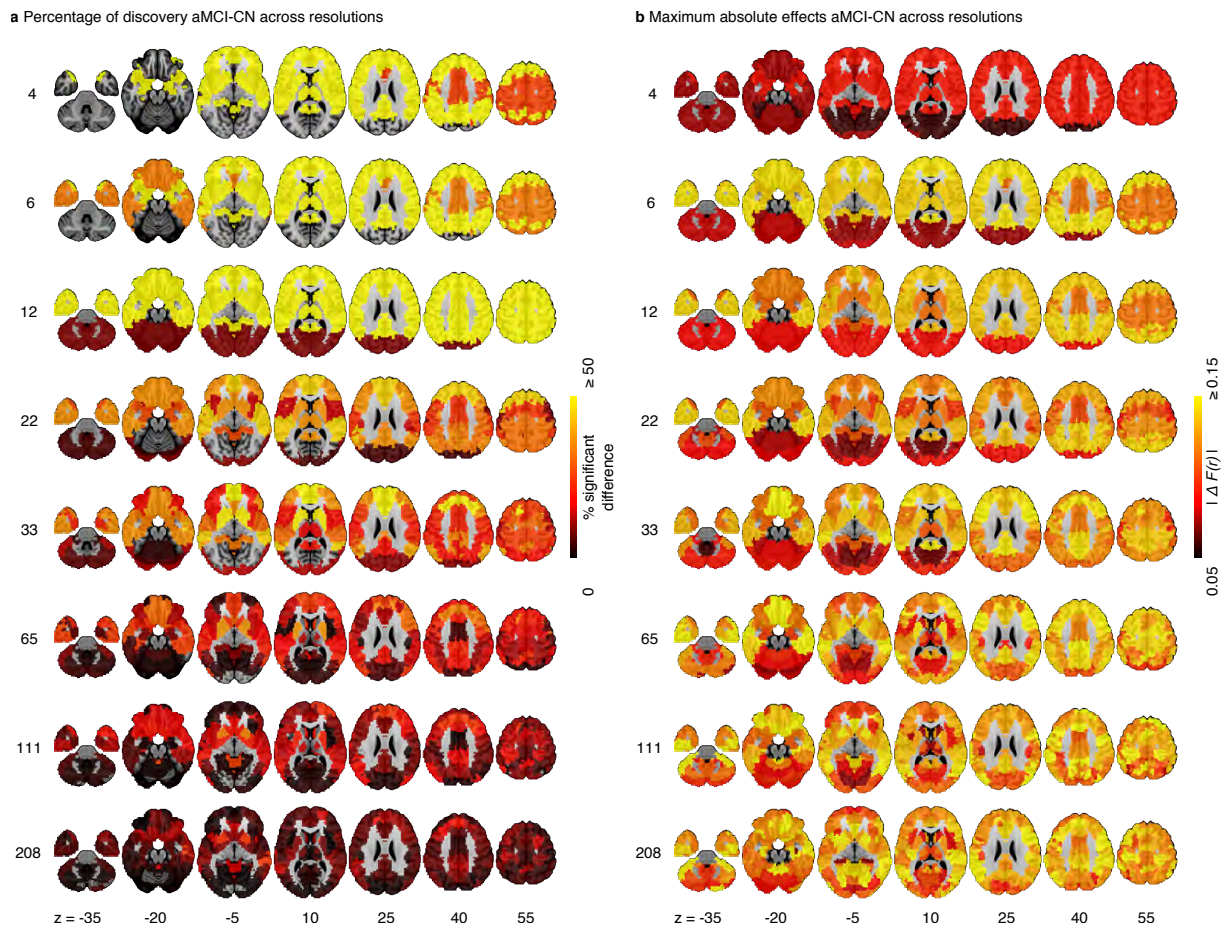 a Percentage of discovery aMCI-CN across resolutions
4
6
12
22
33
65
111
208
z = -35 -20 -5 10 25 40 55
≥ 50
% significant
difference
0
b Maximum absolute effects aMCI-CN across resolutions
4
6
12
22
33
65
111
208
z = -35 -20 -5 10 25 40 55
≥ 0.15
| Δ F(r) |
0.05